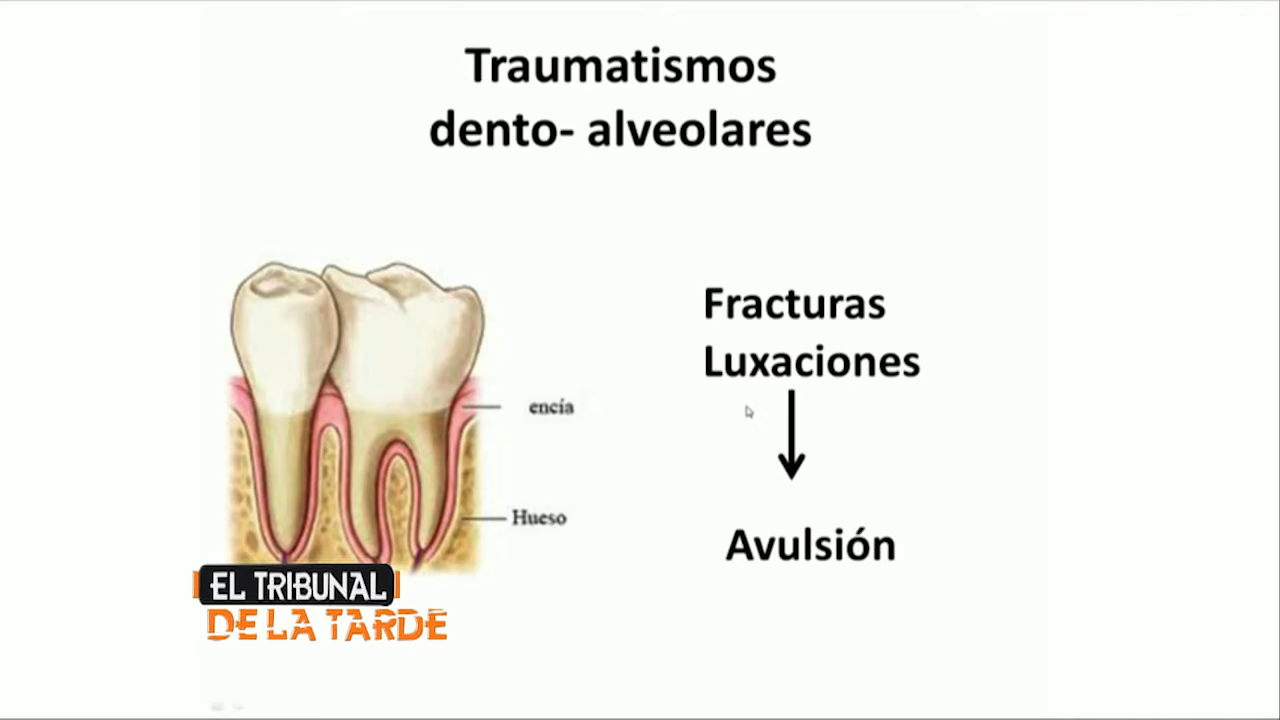 Traumatismos
dento- alveolares
Fracturas
Luxaciones
encía
Hueso
Avulsión
EL TRIBUNAL
DE LA TARDE